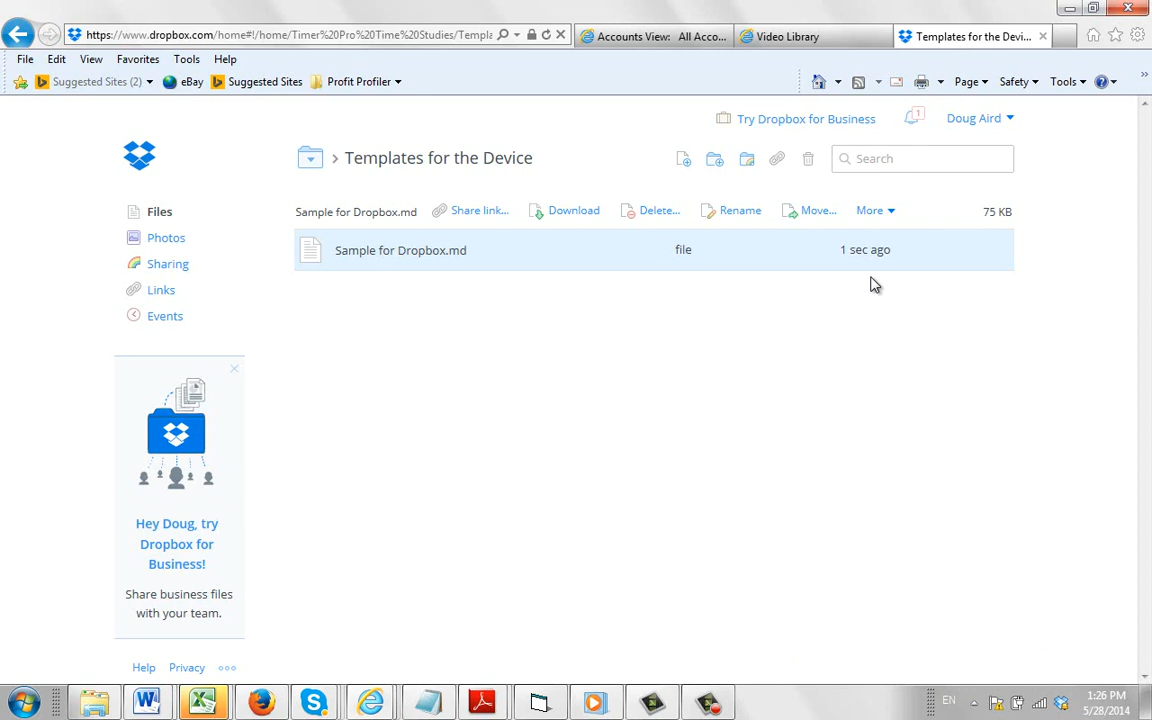 https://www.dropbox.com/home#!/home/Timer%20Pro%20Time%20Studies/Templa
Accounts View: All Acco...
Video Library
Templates for the Devi...
File Edit View Favorites Tools Help
Suggested Sites (2) eBay Suggested Sites Profit Profiler
Page Safety Tools
Try Dropbox for Business
1
Doug Aird
Templates for the Device
Search
Files
Sample for Dropbox.md Share link... Download Delete... Rename Move... More 75 KB
Photos
Sample for Dropbox.md file 1 sec ago
Sharing
Links
Events
Hey Doug, try
Dropbox for
Business!
Share business files
with your team.
Help Privacy
EN
1:26 PM
5/28/2014